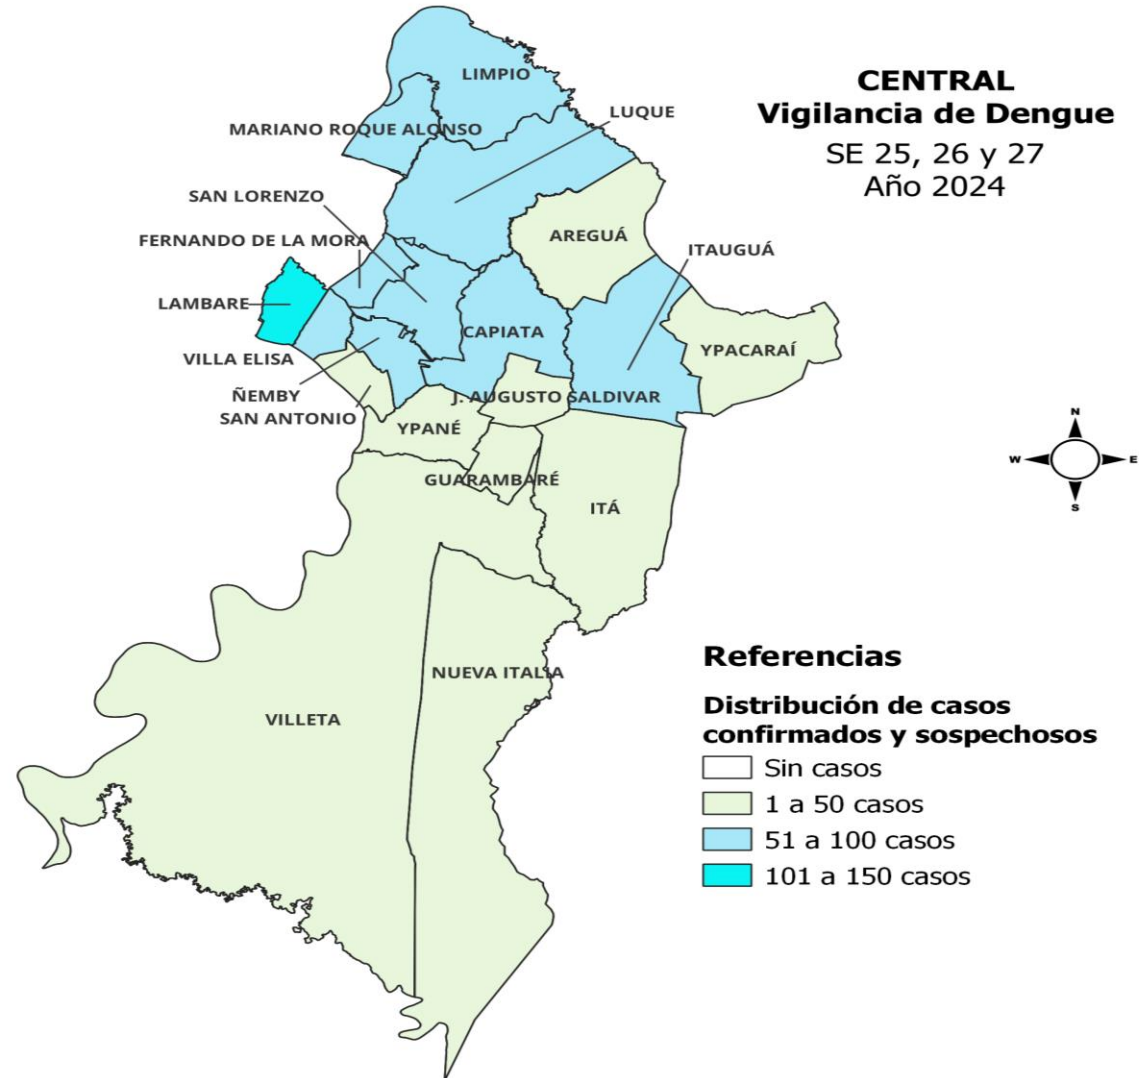 CENTRAL
Vigilancia de Dengue
SE 25, 26 y 27
Año 2024
LIMPIO
LUQUE
MARIANO ROQUE ALONSO
SAN LORENZO
FERNANDO DE LA MORA
AREGUÁ
ITAUGUÁ
LAMBARE
CAPIATA
YPACARAÍ
VILLA ELISA
ÑEMBY
J. AUGUSTO SALDIVAR
SAN ANTONIO
YPANÉ
GUARAMBARÉ
ITÁ
NUEVA ITALIA
VILLETA
N
W
E
S
Referencias
Distribución de casos
confirmados y sospechosos
Sin casos
1 a 50 casos
51 a 100 casos
101 a 150 casos